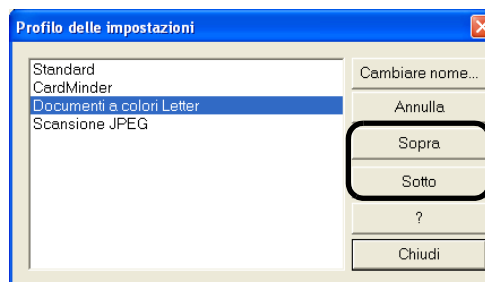 Profilo delle impostazioni
Standard
CardMinder
Documenti a colori Letter
Scansione JPEG
Cambiare nome...
Annulla
Sopra
Sotto
?
Chiudi